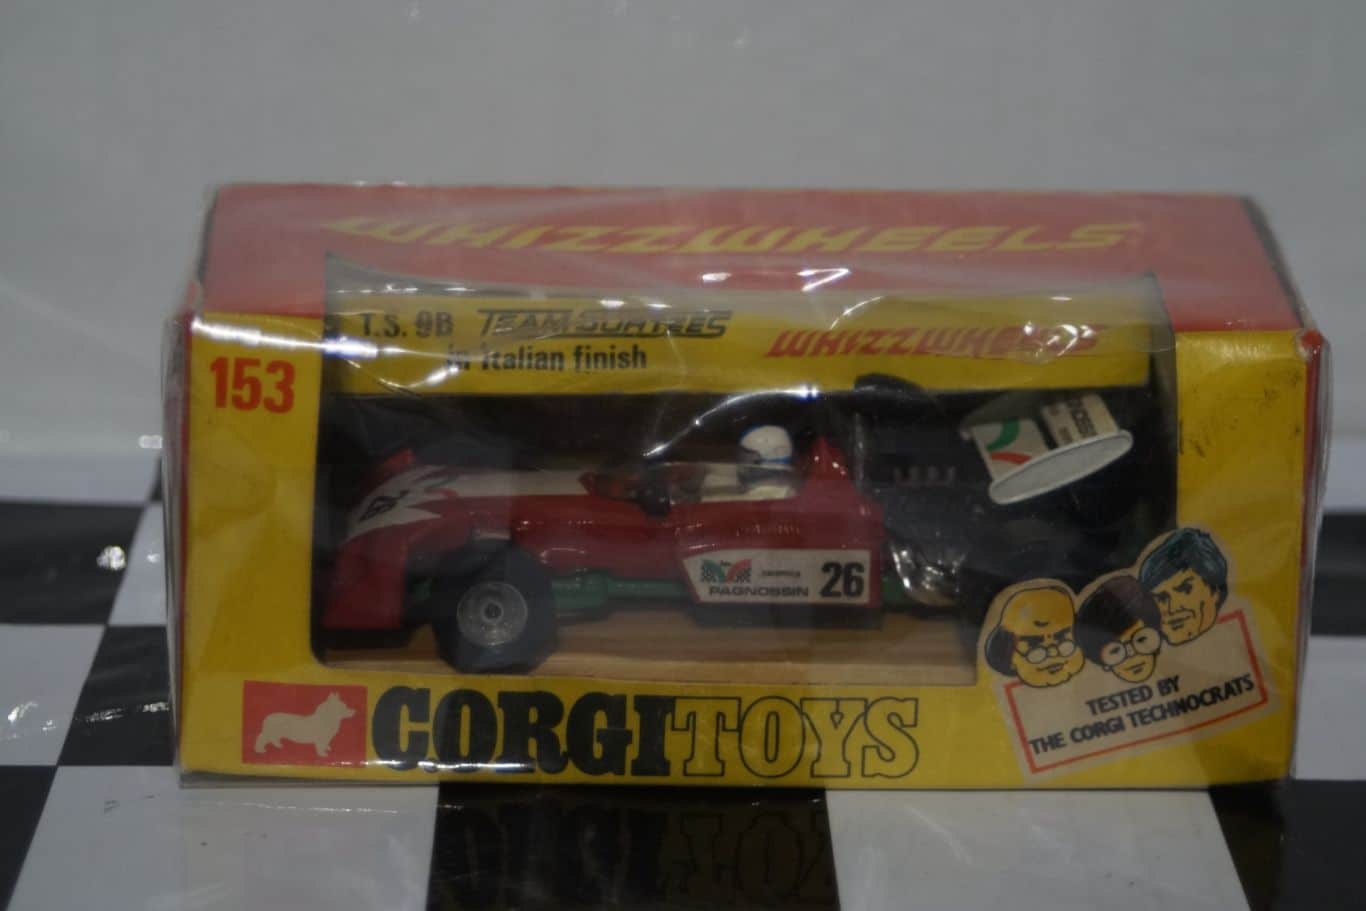 WHIZZWHEELS
T.S. 9B TEAM SURTEES WHIZZWHEELS
in Italian finish
153
26
PAGNOSSIN
CORGI TOYS
TESTED BY
THE CORGI TECHNOCRATS